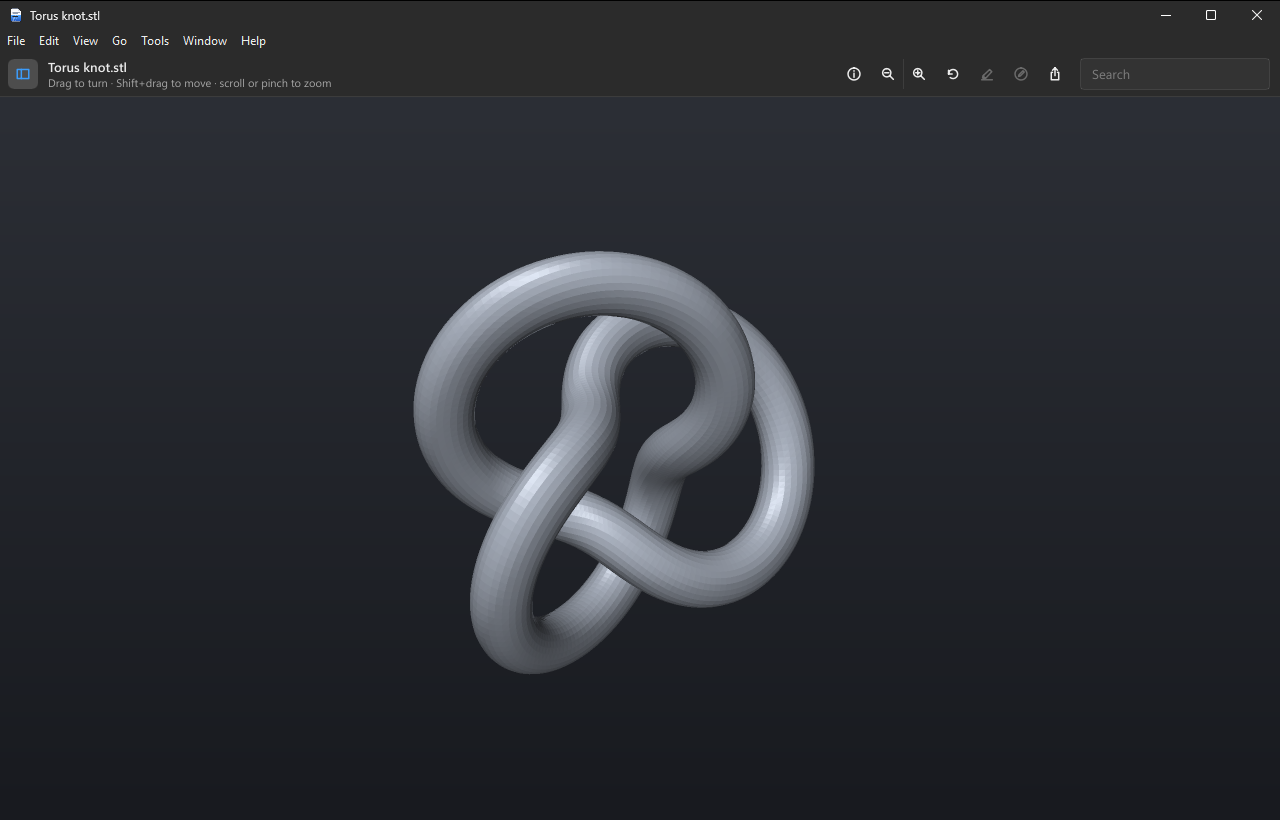 Torus knot.stl
File Edit View Go Tools Window Help
Torus knot.stl
Drag to turn · Shift+drag to move · scroll or pinch to zoom
Search